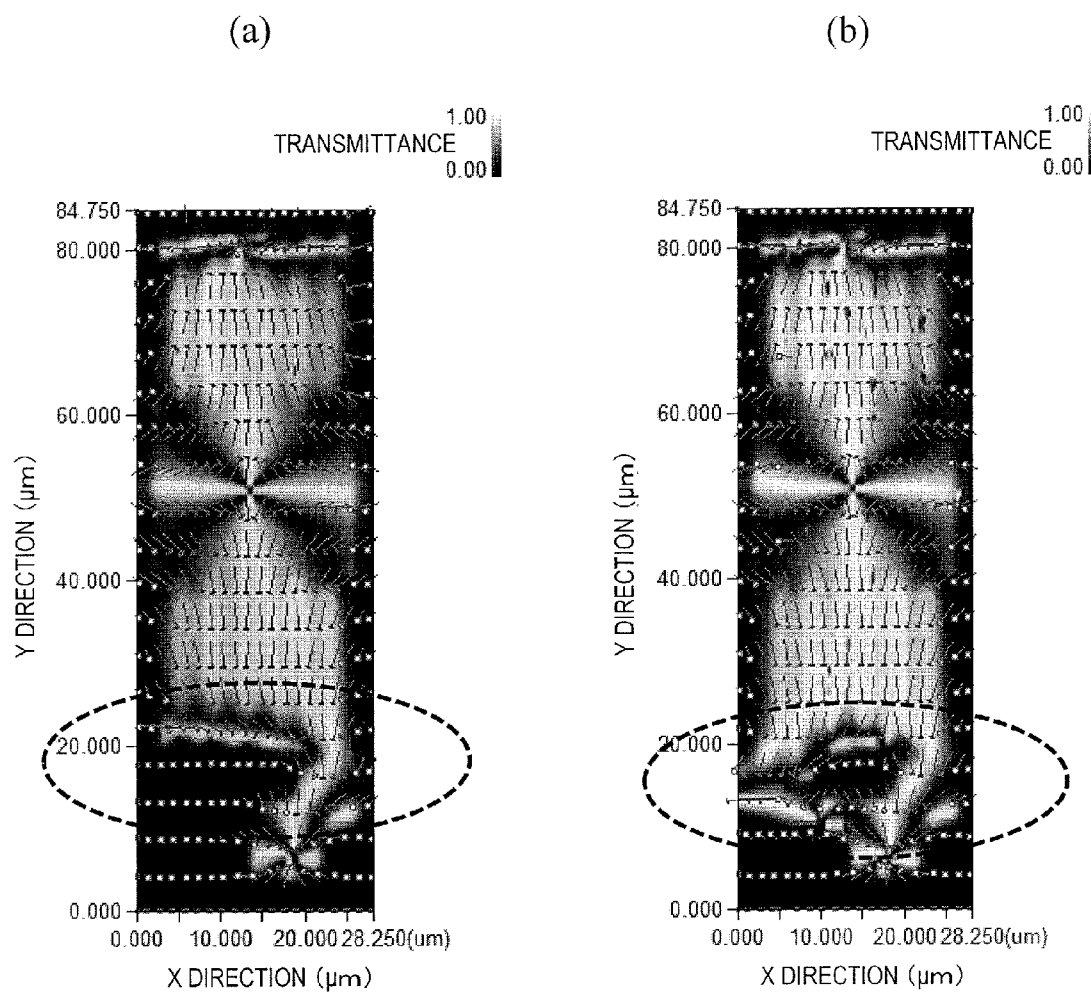 (a)
1.00
TRANSMITTANCE
0.00
84.750
80.000
60.000
40.000
20.000
0.000
Y DIRECTION (μm)
0.000 10.000 20.000 28.250(um)
X DIRECTION (μm)
(b)
1.00
TRANSMITTANCE
0.00
84.750
80.000
60.000
40.000
20.000
0.000
Y DIRECTION (μm)
0.000 10.000 20.000 28.250(um)
X DIRECTION (μm)